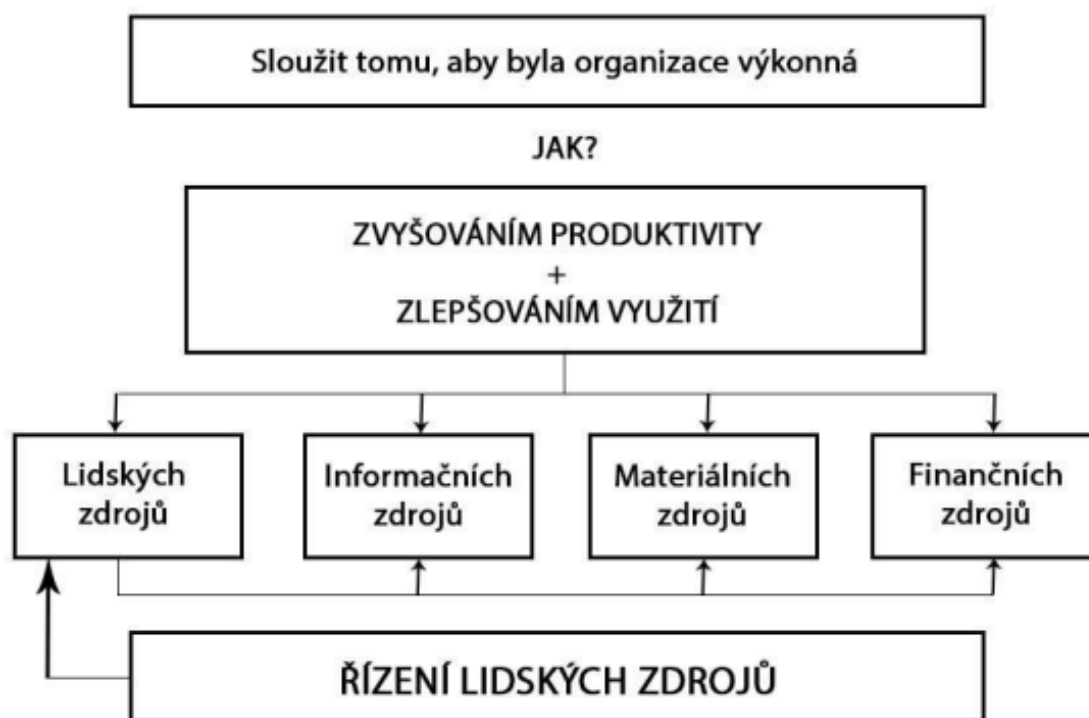 Sloužit tomu, aby byla organizace výkonná
JAK?
ZVYŠOVÁNÍM PRODUKTIVITY
+
ZLEPŠOVÁNÍM VYUŽITÍ
Lidských
zdrojů
Informačních
zdrojů
Materiálních
zdrojů
Finančních
zdrojů
ŘÍZENÍ LIDSKÝCH ZDROJŮ